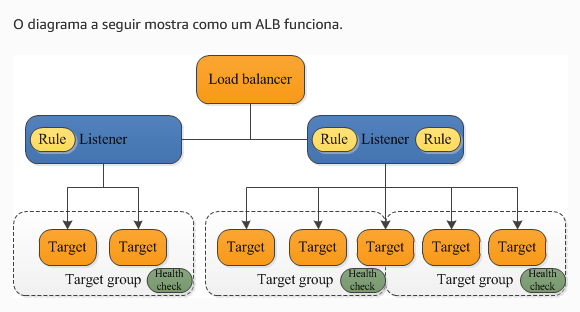 O diagrama a seguir mostra como um ALB funciona.
Load balancer
Rule Listener
Rule Listener Rule
Target Target
Target Target Target Target Target
Target group Health check
Target group Health check
Target group Health check